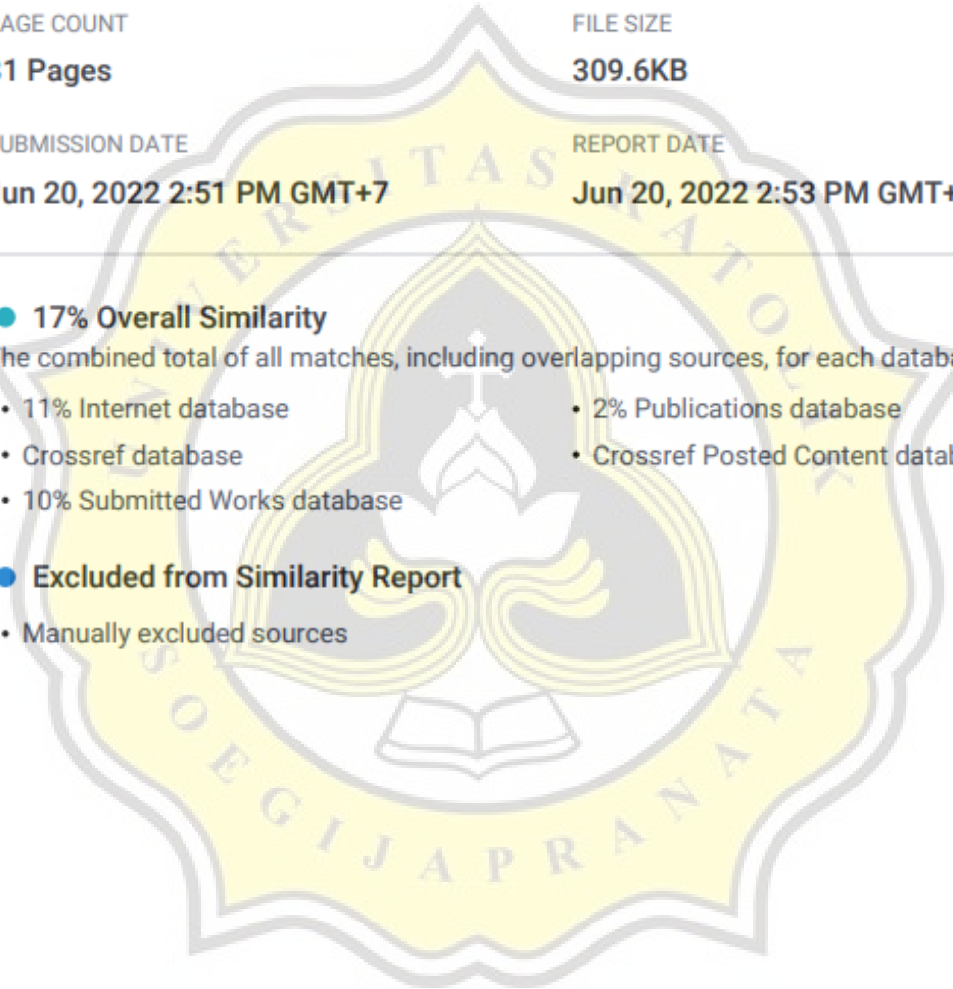 AGE COUNT
FILE SIZE
1 Pages
309.6KB
UBMISSION DATE
REPORT DATE
un 20, 2022 2:51 PM GMT+7
Jun 20, 2022 2:53 PM GMT+
17% Overall Similarity
he combined total of all matches, including overlapping sources, for each datab
• 11% Internet database
• 2% Publications database
• Crossref database
• Crossref Posted Content datab
• 10% Submitted Works database
Excluded from Similarity Report
• Manually excluded sources
UNIVERSITAS KATOLIK
SOEGIJAPRANATA